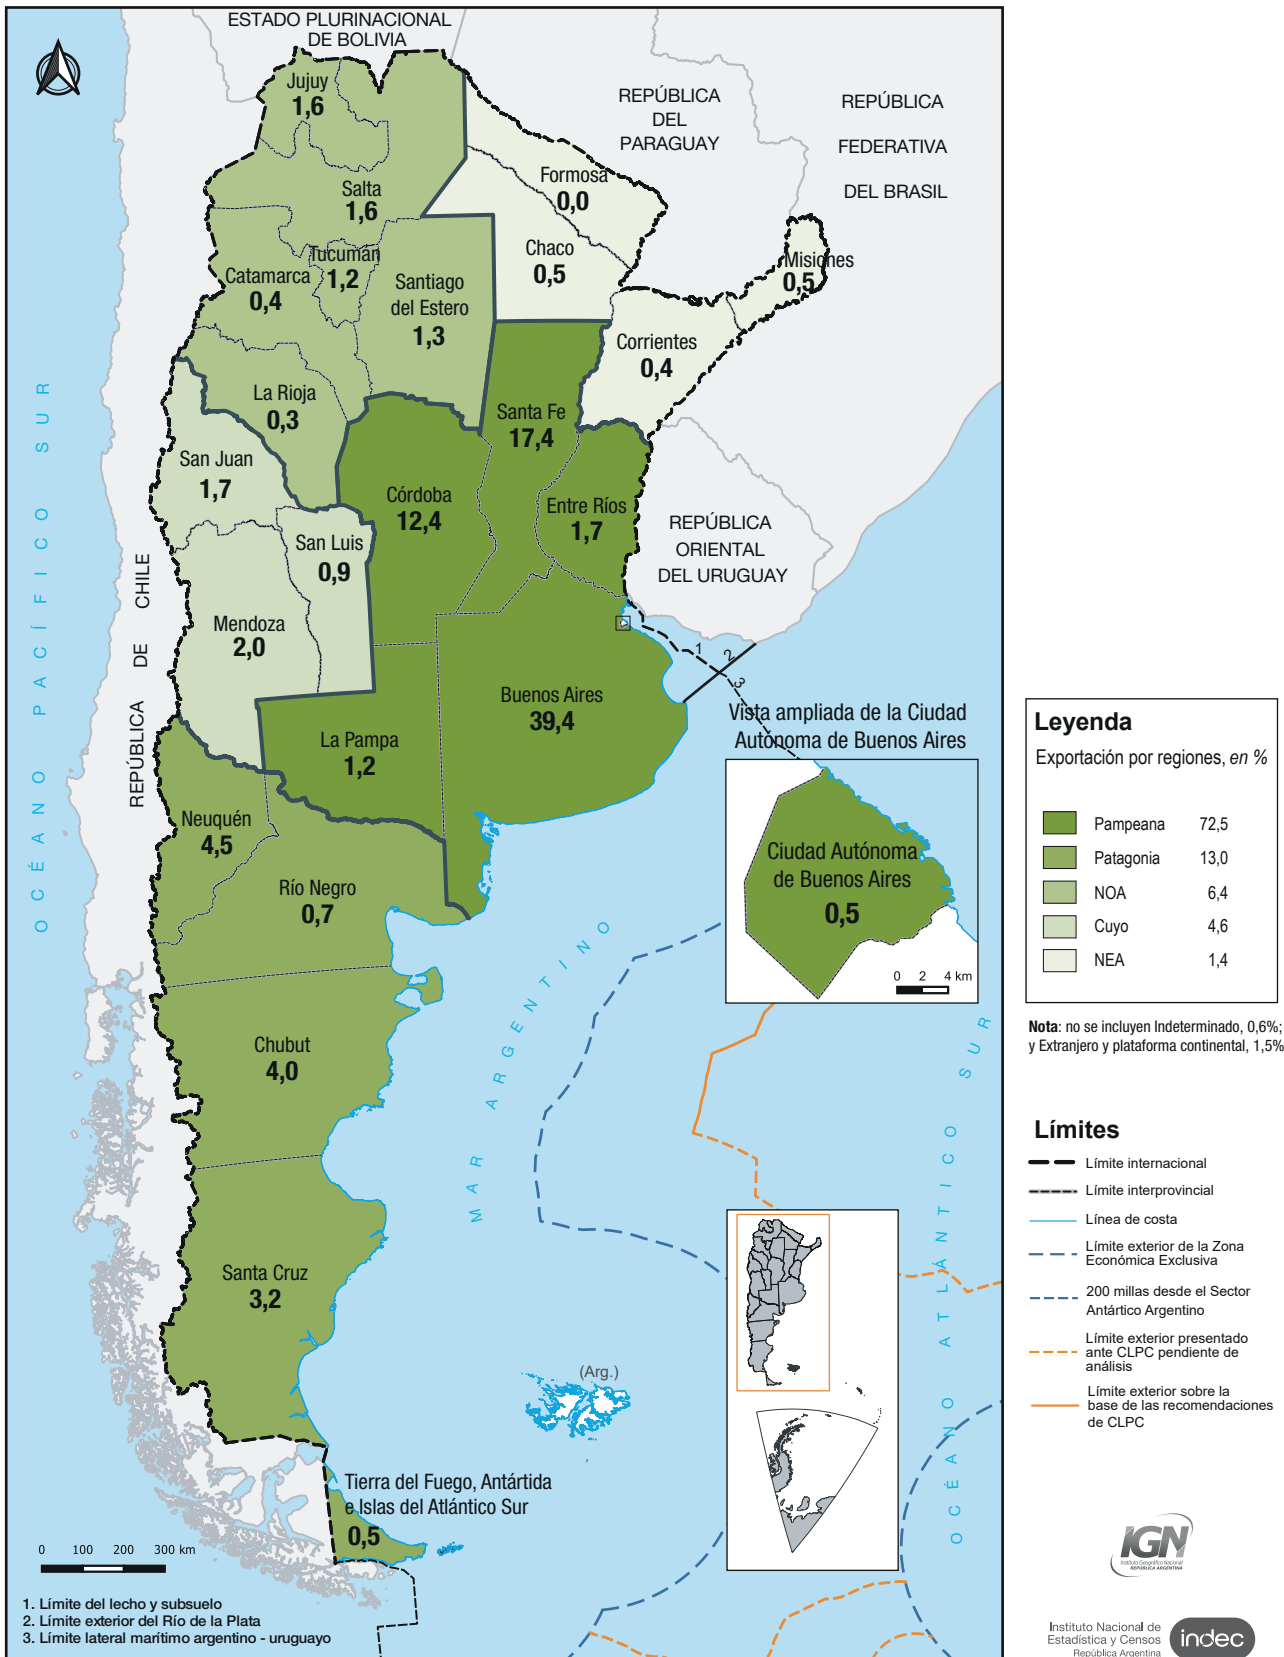 ESTADO PLURINACIONAL
DE BOLIVIA
REPÚBLICA
DEL
PARAGUAY
REPÚBLICA
FEDERATIVA
DEL BRASIL
Jujuy
1,6
Formosa
0,0
Salta
1,6
Chaco
0,5
Misiones
0,5
Tucumán
1,2
Catamarca
0,4
Santiago
del Estero
1,3
Corrientes
0,4
La Rioja
0,3
Santa Fe
17,4
San Juan
1,7
Córdoba
12,4
Entre Ríos
1,7
San Luis
0,9
REPÚBLICA
ORIENTAL
DEL URUGUAY
Mendoza
2,0
Buenos Aires
39,4
La Pampa
1,2
Neuquén
4,5
Río Negro
0,7
Chubut
4,0
Santa Cruz
3,2
Tierra del Fuego, Antártida
e Islas del Atlántico Sur
0,5
(Arg.)
OCÉANO PACÍFICO SUR
REPÚBLICA DE CHILE
MAR ARGENTINO
OCÉANO ATLÁNTICO SUR
1
2
3
Vista ampliada de la Ciudad
Autónoma de Buenos Aires
Ciudad Autónoma
de Buenos Aires
0,5
0 2 4 km
0 100 200 300 km
1. Límite del lecho y subsuelo
2. Límite exterior del Río de la Plata
3. Límite lateral marítimo argentino - uruguayo
Leyenda
Exportación por regiones, en %
Pampeana 72,5
Patagonia 13,0
NOA 6,4
Cuyo 4,6
NEA 1,4
Nota: no se incluyen Indeterminado, 0,6%;
y Extranjero y plataforma continental, 1,5%
Límites
Límite internacional
Límite interprovincial
Línea de costa
Límite exterior de la Zona
Económica Exclusiva
200 millas desde el Sector
Antártico Argentino
Límite exterior presentado
ante CLPC pendiente de
análisis
Límite exterior sobre la
base de las recomendaciones
de CLPC
IGN
Instituto Geográfico Nacional
REPÚBLICA ARGENTINA
Instituto Nacional de
Estadística y Censos
República Argentina
indec